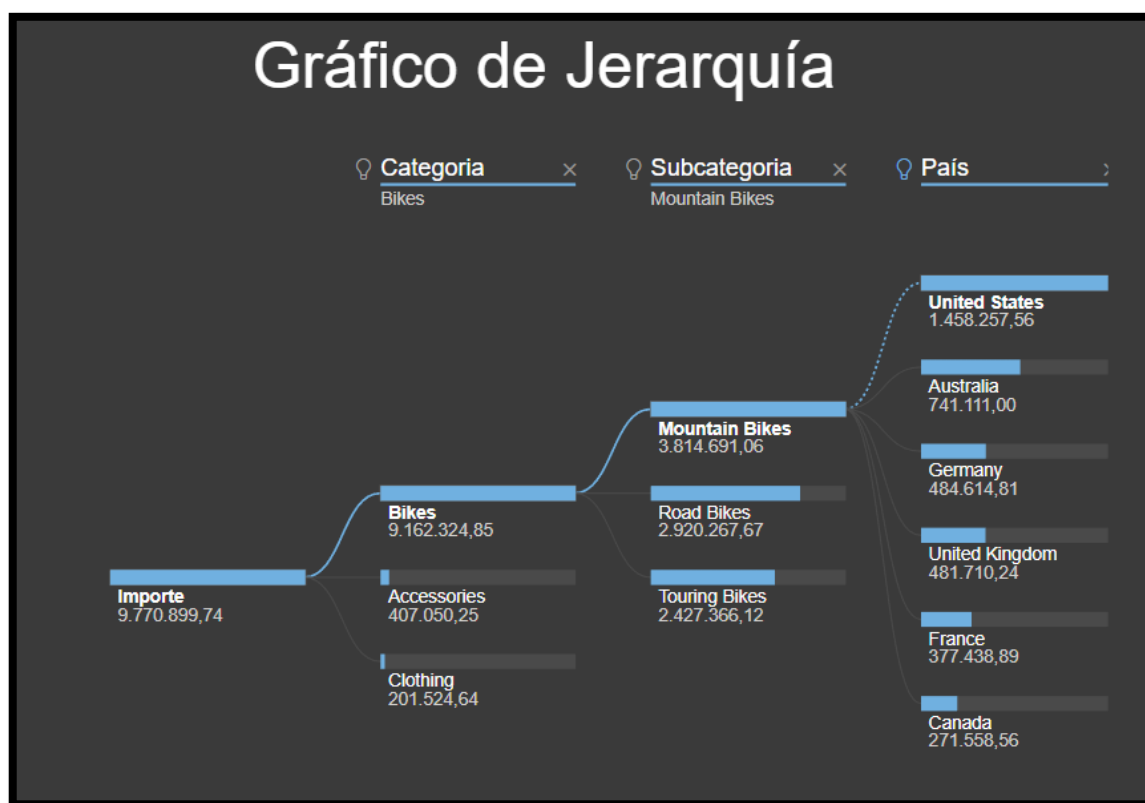 Gráfico de Jerarquía
Categoria
Bikes
Subcategoria
Mountain Bikes
País
Importe
9.770.899,74
Bikes
9.162.324,85
Accessories
407.050,25
Clothing
201.524,64
Mountain Bikes
3.814.691,06
Road Bikes
2.920.267,67
Touring Bikes
2.427.366,12
United States
1.458.257,56
Australia
741.111,00
Germany
484.614,81
United Kingdom
481.710,24
France
377.438,89
Canada
271.558,56